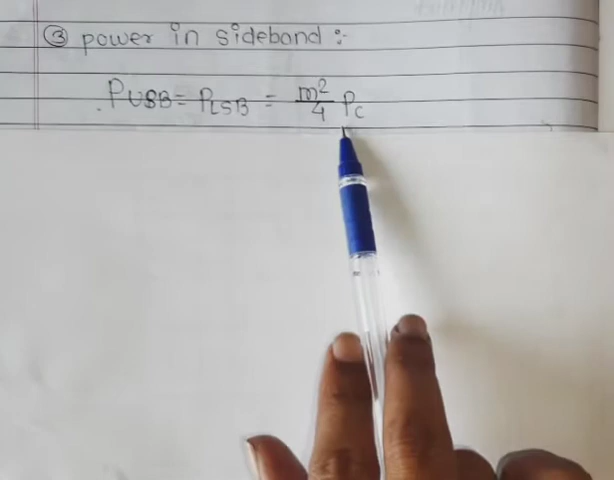 ③ power in sideband :-
PUSB = PLSB = m²/4 Pc